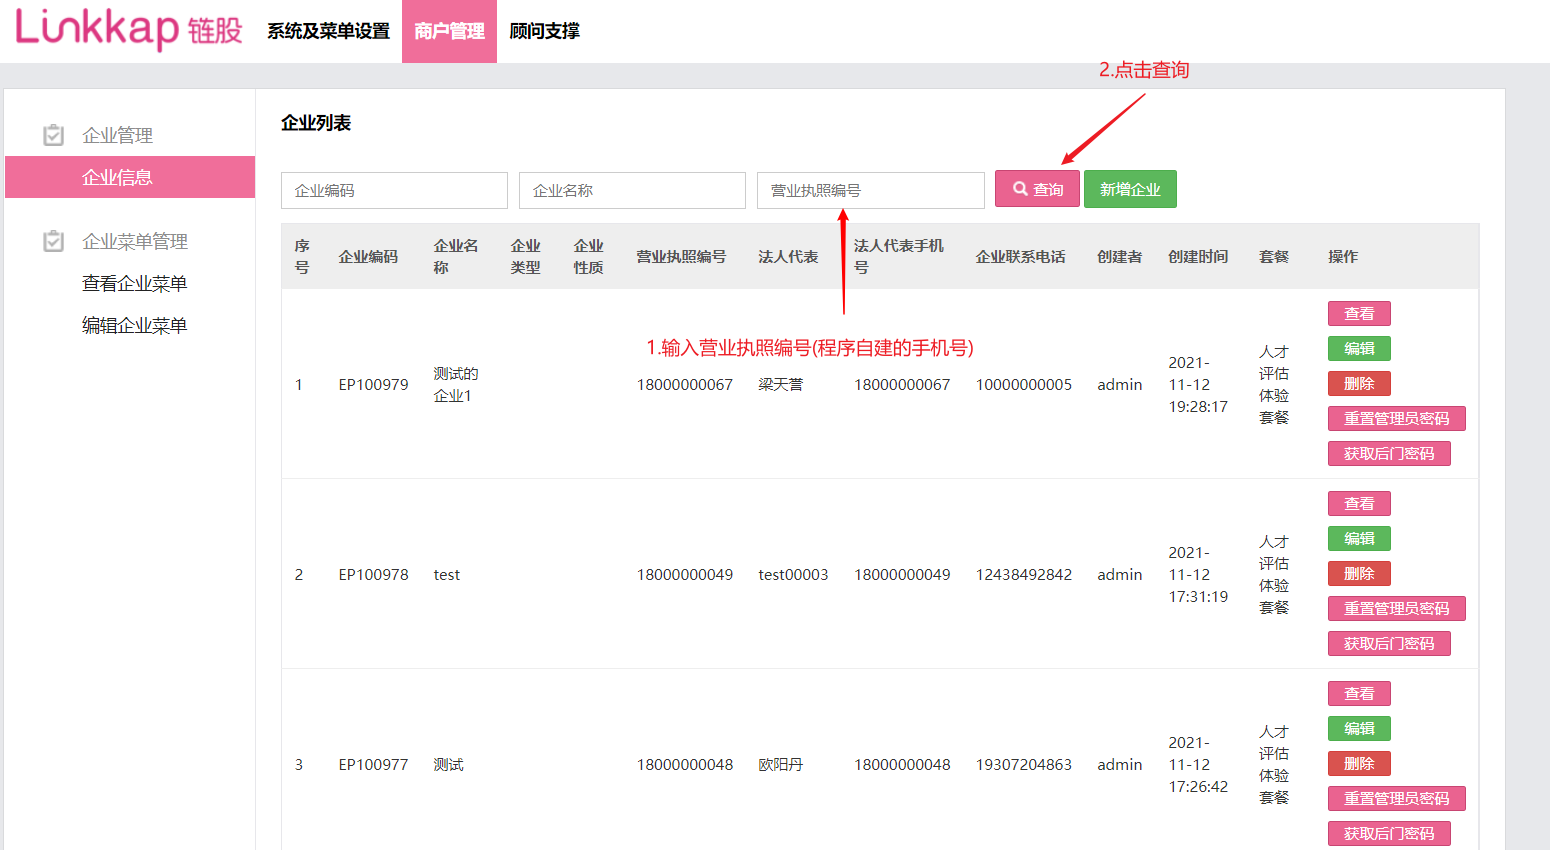 Linkkap 链股
系统及菜单设置 商户管理 顾问支撑
2.点击查询
企业管理
企业信息
企业菜单管理
查看企业菜单
编辑企业菜单
企业列表
企业编码 企业名称 营业执照编号 查询 新增企业
序号 企业编码 企业名称 企业类型 企业性质 营业执照编号 法人代表 法人代表手机号 企业联系电话 创建者 创建时间 套餐 操作
1.输入营业执照编号(程序自建的手机号)
1 EP100979 测试的企业1 18000000067 梁天誉 18000000067 10000000005 admin 2021-11-12 19:28:17 人才评估体验套餐
查看
编辑
删除
重置管理员密码
获取后门密码
2 EP100978 test 18000000049 test00003 18000000049 12438492842 admin 2021-11-12 17:31:19 人才评估体验套餐
查看
编辑
删除
重置管理员密码
获取后门密码
3 EP100977 测试 18000000048 欧阳丹 18000000048 19307204863 admin 2021-11-12 17:26:42 人才评估体验套餐
查看
编辑
删除
重置管理员密码
获取后门密码